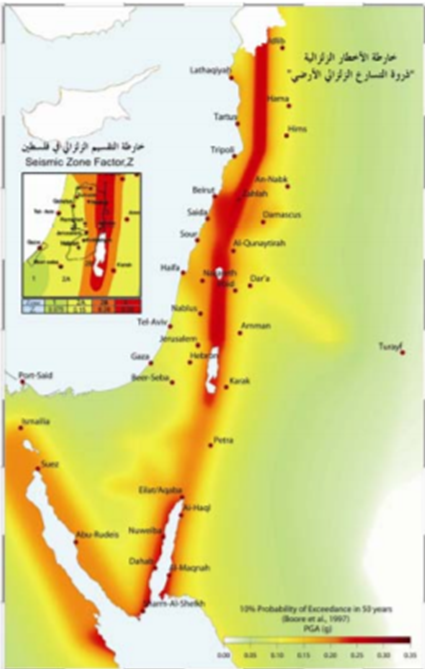 Idlib
خارطة الأخطار الزلزالية
"ذروة التسارع الزلزالي الأرضي"
Lathaqiyah
Hama
Tartus
Hims
خارطة التقسيم الزلزالي في فلسطين
Seismic Zone Factor,Z
Tripoli
An-Nabk
Beirut
Zahlah
Saida
Damascus
Sour
Al-Qunaytirah
Haifa
Nazareth
Dar'a
Irbid
Nablus
Tel-Aviv
Amman
Jerusalem
Turayf
Gaza
Hebron
Port-Said
Beer-Seba
Karak
Ismailia
Petra
Suez
Eilat/Aqaba
Al-Haql
Abu-Rudeis
Nuweiba
Dahab
Al-Maqnah
Sharm-Al-Sheikh
10% Probability of Exceedance in 50 years
(Boore et al., 1997)
PGA (g)
0.00 0.05 0.10 0.15 0.20 0.25 0.30 0.35